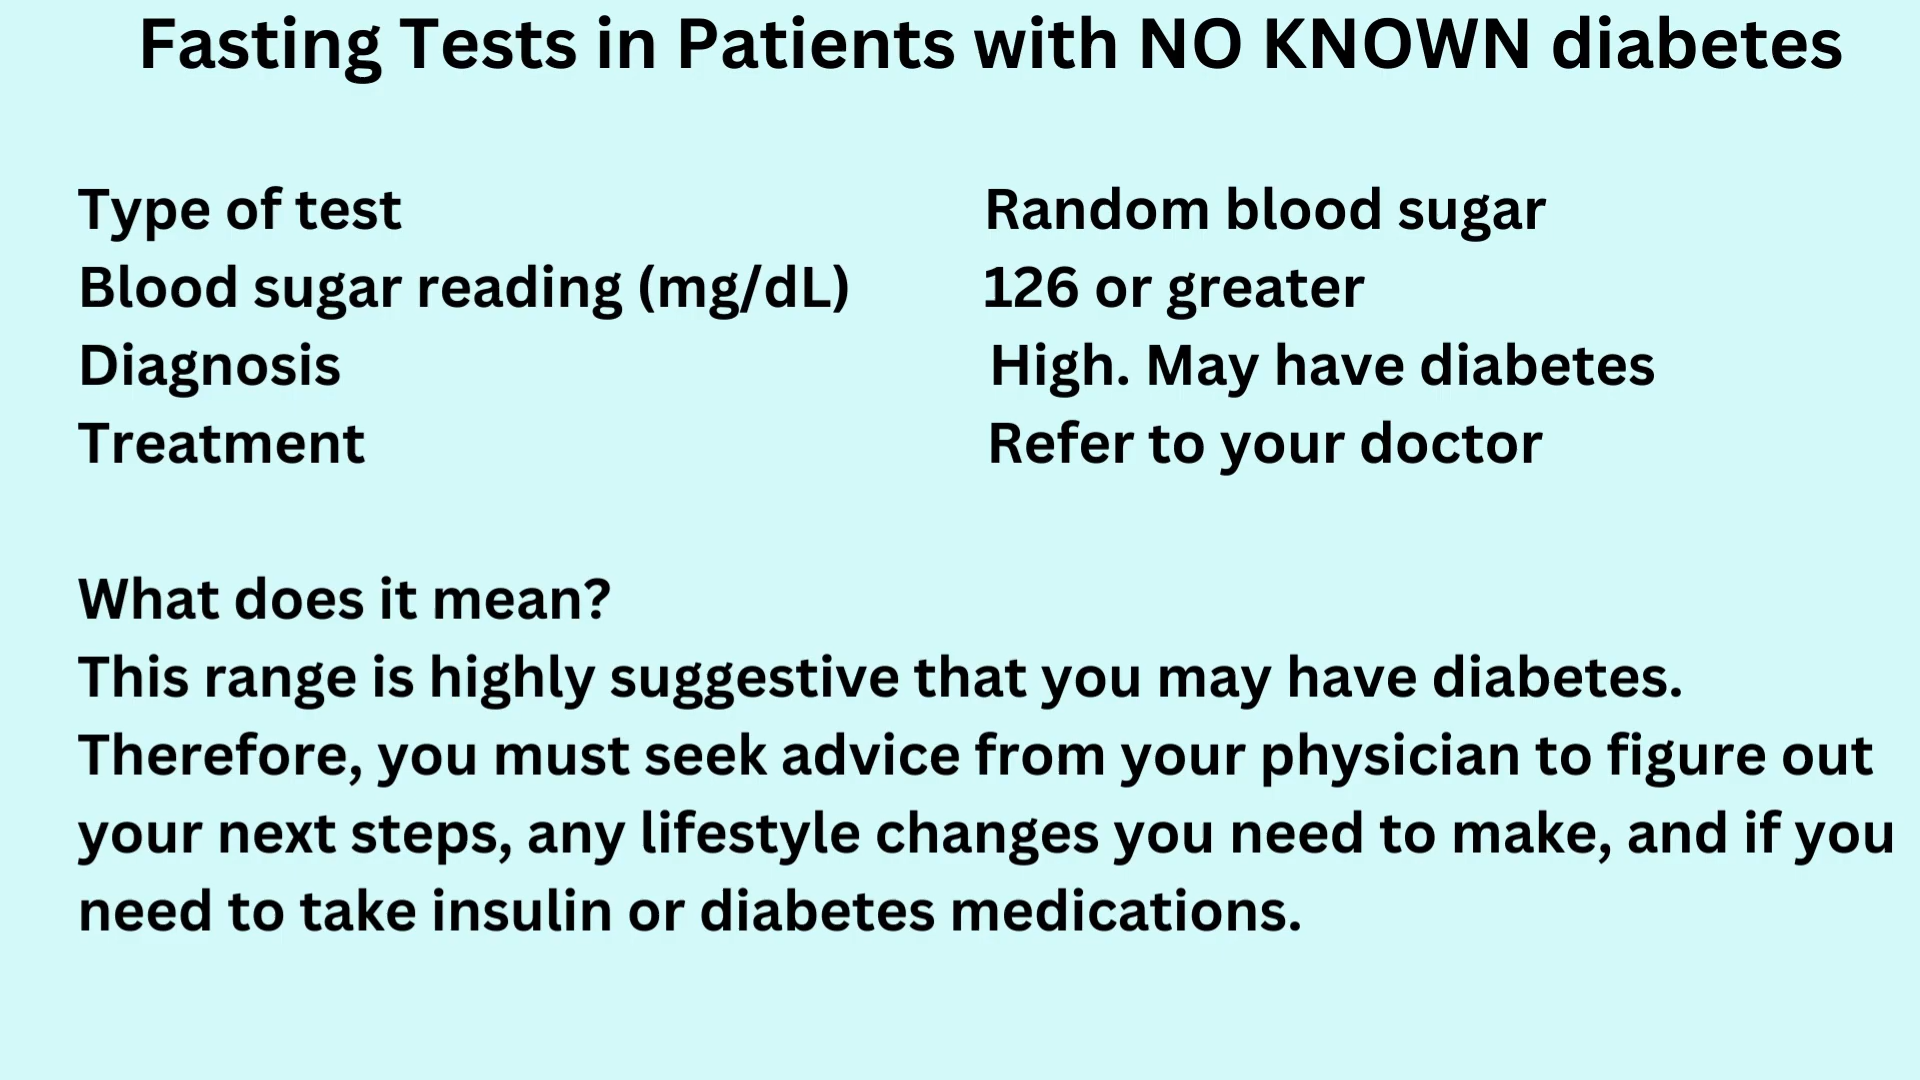 Fasting Tests in Patients with NO KNOWN diabetes
Type of test Random blood sugar
Blood sugar reading (mg/dL) 126 or greater
Diagnosis High. May have diabetes
Treatment Refer to your doctor
What does it mean?
This range is highly suggestive that you may have diabetes.
Therefore, you must seek advice from your physician to figure out
your next steps, any lifestyle changes you need to make, and if you
need to take insulin or diabetes medications.